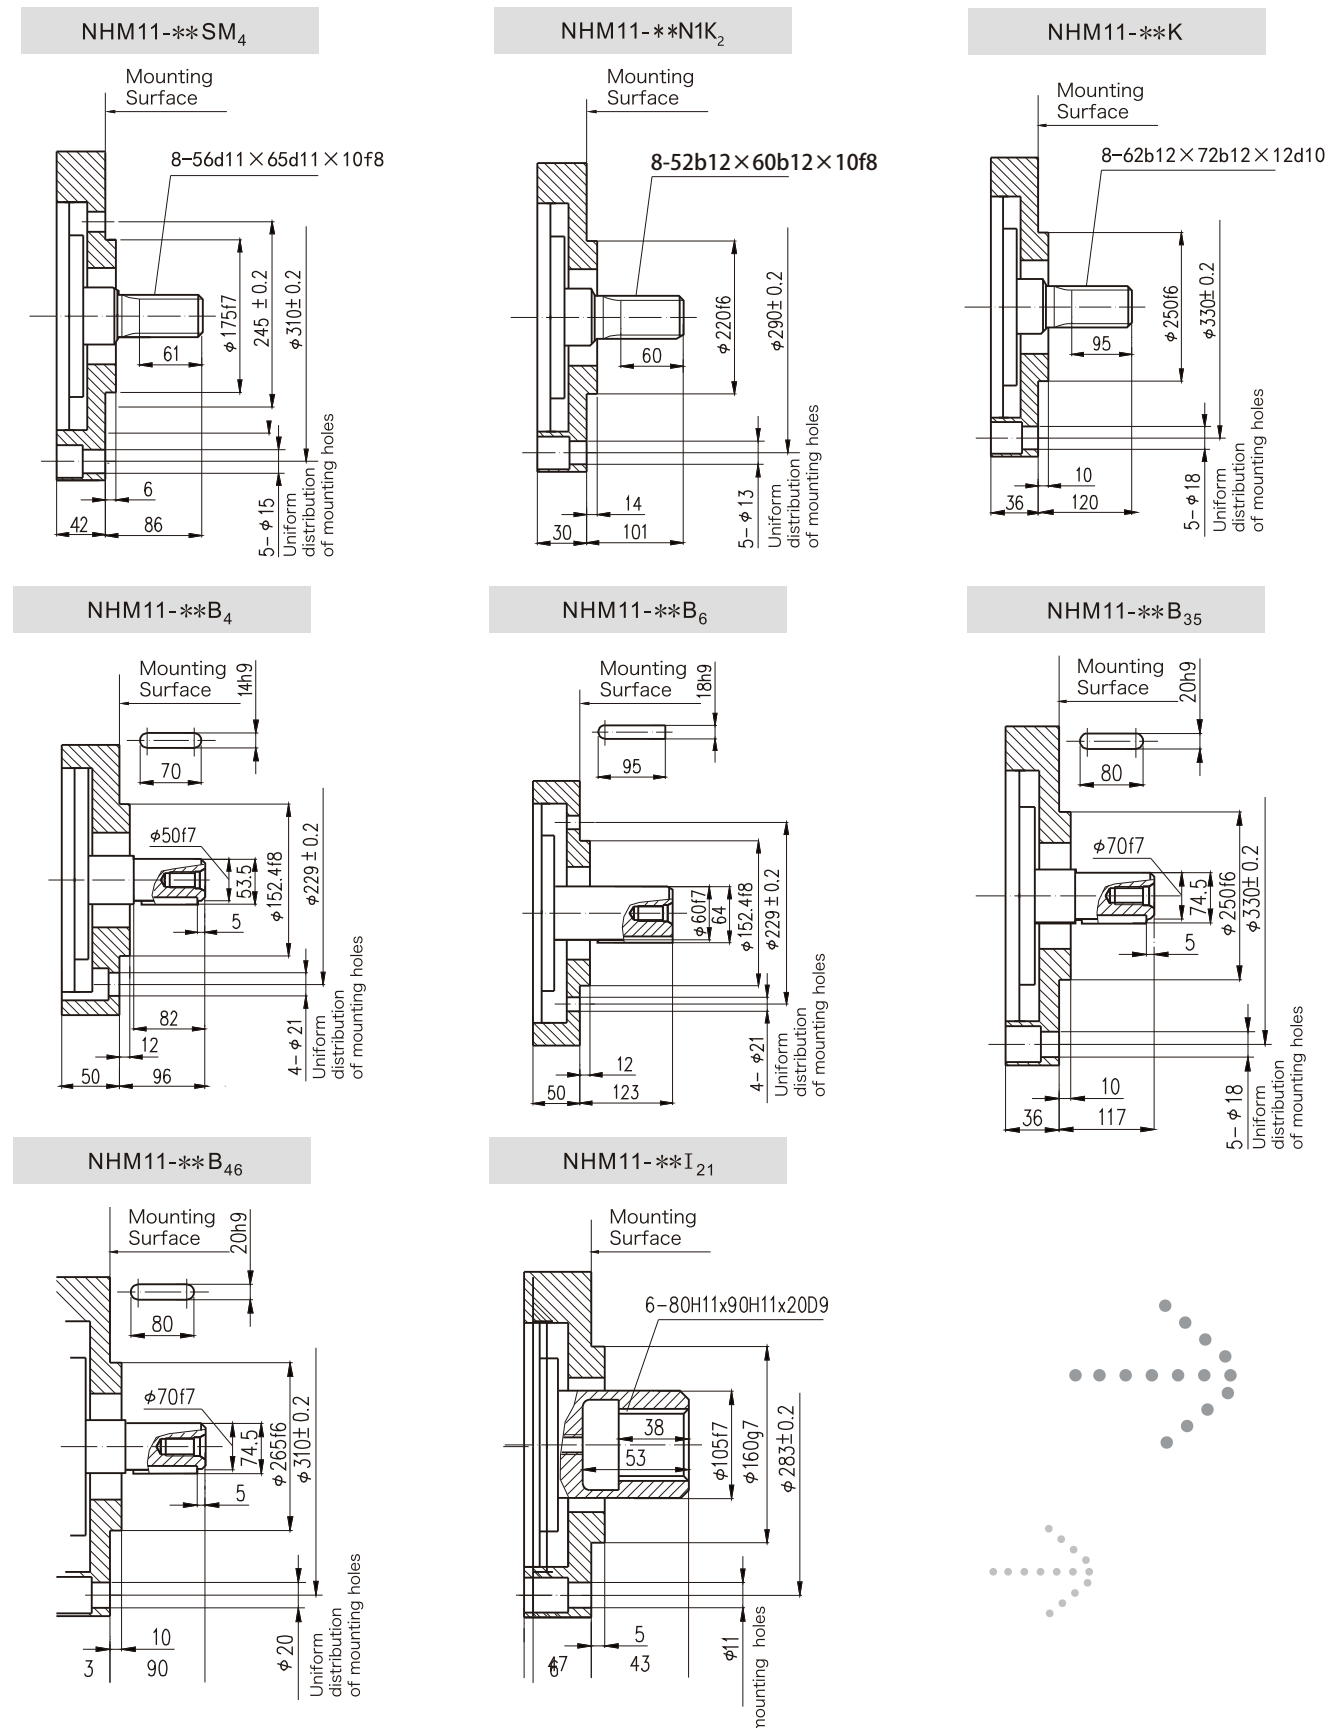 NHM11-**SM4
Mounting
Surface
8-56d11×65d11×10f8
61
φ175f7
245 ± 0.2
φ310± 0.2
6
42
86
5-φ15
Uniform
distribution
of mounting holes
NHM11-**N1K2
Mounting
Surface
8-52b12×60b12×10f8
60
φ220f6
φ290± 0.2
14
30
101
5-φ13
Uniform
distribution
of mounting holes
NHM11-**K
Mounting
Surface
8-62b12×72b12×12d10
95
φ250f6
φ330± 0.2
10
36
120
5-φ18
Uniform
distribution
of mounting holes
NHM11-**B4
Mounting
Surface
14h9
70
φ50f7
53.5
φ152.4f8
φ229 ± 0.2
5
82
12
50
96
4-φ21
Uniform
distribution
of mounting holes
NHM11-**B6
Mounting
Surface
18h9
95
φ60f7
64
φ152.4f8
φ229 ± 0.2
12
50
123
4-φ21
Uniform
distribution
of mounting holes
NHM11-**B35
Mounting
Surface
20h9
80
φ70f7
74.5
φ250f6
φ330± 0.2
5
10
36
117
5-φ18
Uniform
distribution
of mounting holes
NHM11-**B46
Mounting
Surface
20h9
80
φ70f7
74.5
φ265f6
φ310± 0.2
5
10
3
90
φ20
Uniform
distribution
of mounting holes
NHM11-**I21
Mounting
Surface
6-80H11x90H11x20D9
38
53
φ105f7
φ160g7
φ283± 0.2
5
47
6
43
φ11
mounting holes